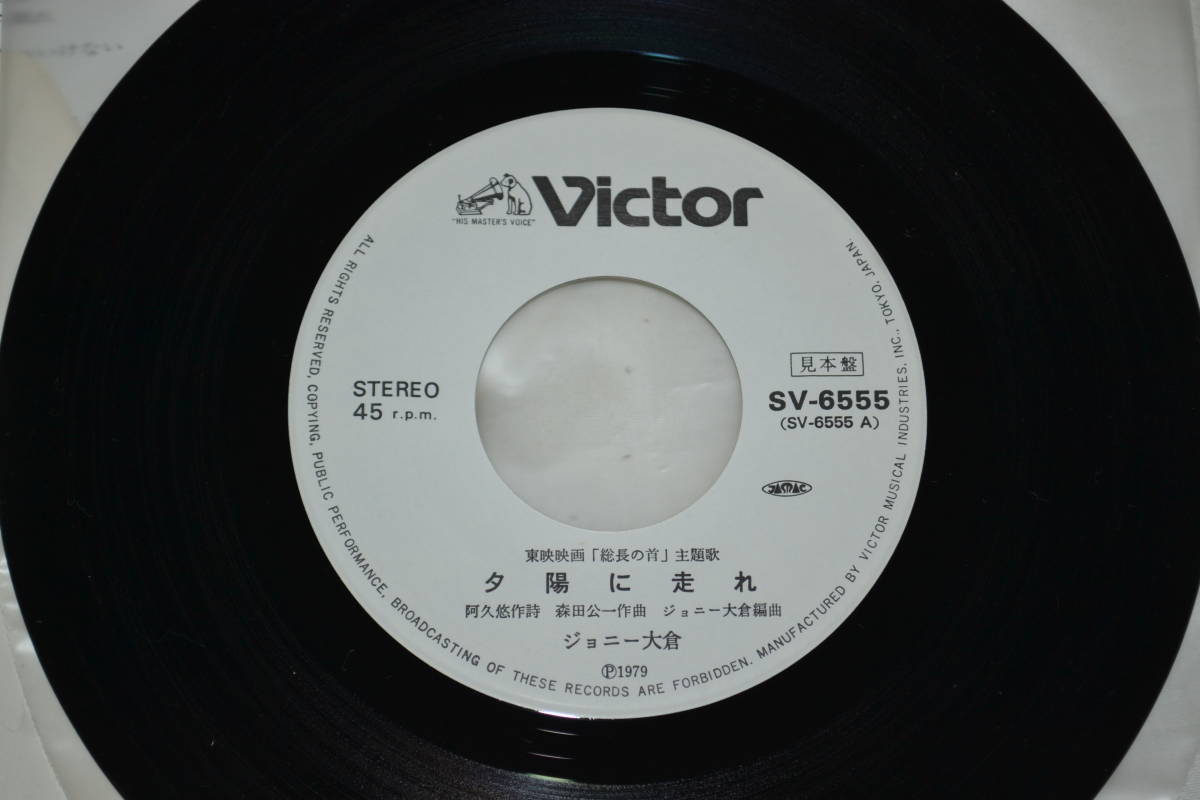 "HIS MASTER'S VOICE"
Victor
STEREO
45 r.p.m.
見本盤
SV-6555
(SV-6555 A)
JASRAC
東映映画「総長の首」主題歌
夕陽に走れ
阿久悠作詩 森田公一作曲 ジョニー大倉編曲
ジョニー大倉
Ⓟ1979
ALL RIGHTS RESERVED, COPYING, PUBLIC PERFORMANCE, BROADCASTING OF THESE RECORDS ARE FORBIDDEN. MANUFACTURED BY VICTOR MUSICAL INDUSTRIES, INC., TOKYO, JAPAN.